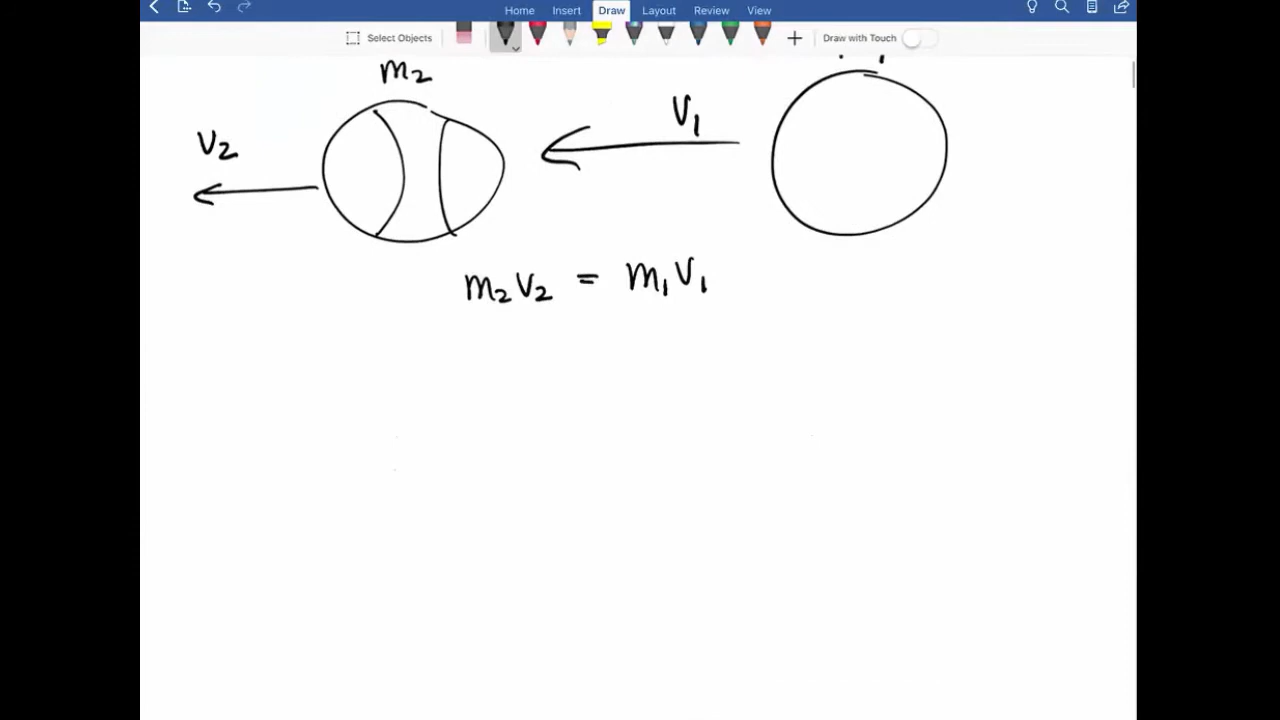 Home Insert Draw Layout Review View
Select Objects Draw with Touch
m₂
V₁
V₂
m₂V₂ = m₁V₁